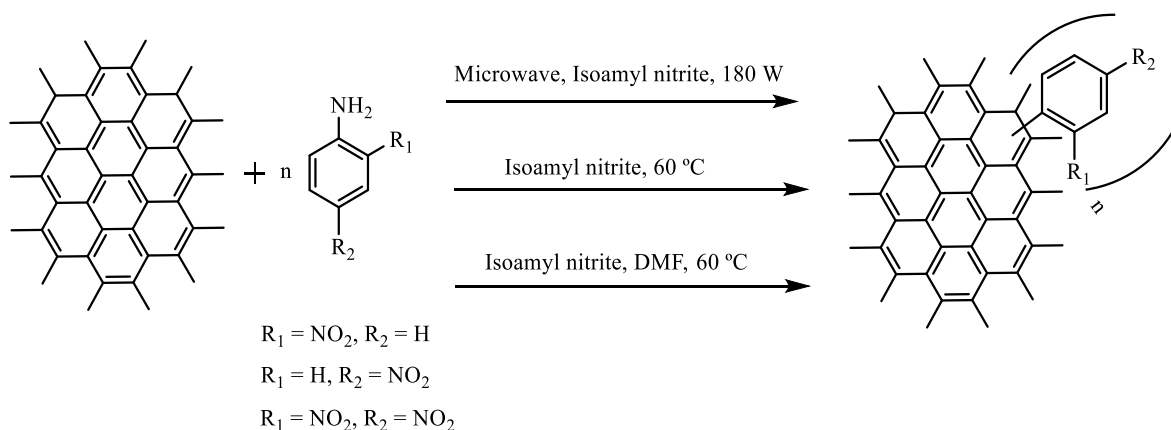 Microwave, Isoamyl nitrite, 180 W
R₂
NH₂
R₁
+ n
Isoamyl nitrite, 60 ºC
R₁
n
R₂
Isoamyl nitrite, DMF, 60 ºC
R₁ = NO₂, R₂ = H
R₁ = H, R₂ = NO₂
R₁ = NO₂, R₂ = NO₂